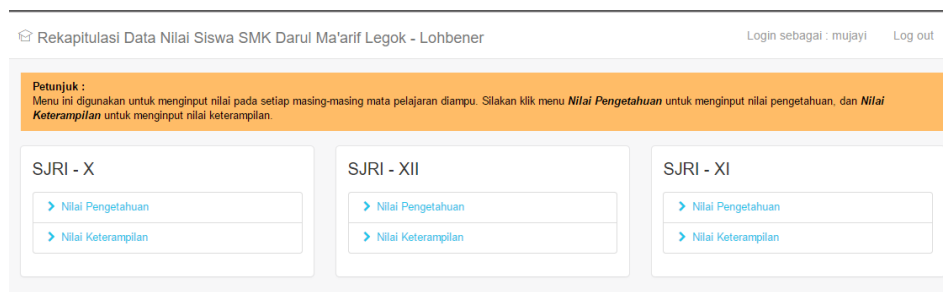 Rekapitulasi Data Nilai Siswa SMK Darul Ma'arif Legok - Lohbener
Login sebagai : mujayi
Log out
Petunjuk :
Menu ini digunakan untuk menginput nilai pada setiap masing-masing mata pelajaran diampu. Silakan klik menu Nilai Pengetahuan untuk menginput nilai pengetahuan, dan Nilai
Keterampilan untuk menginput nilai keterampilan.
SJRI - X
Nilai Pengetahuan
Nilai Keterampilan
SJRI - XII
Nilai Pengetahuan
Nilai Keterampilan
SJRI - XI
Nilai Pengetahuan
Nilai Keterampilan